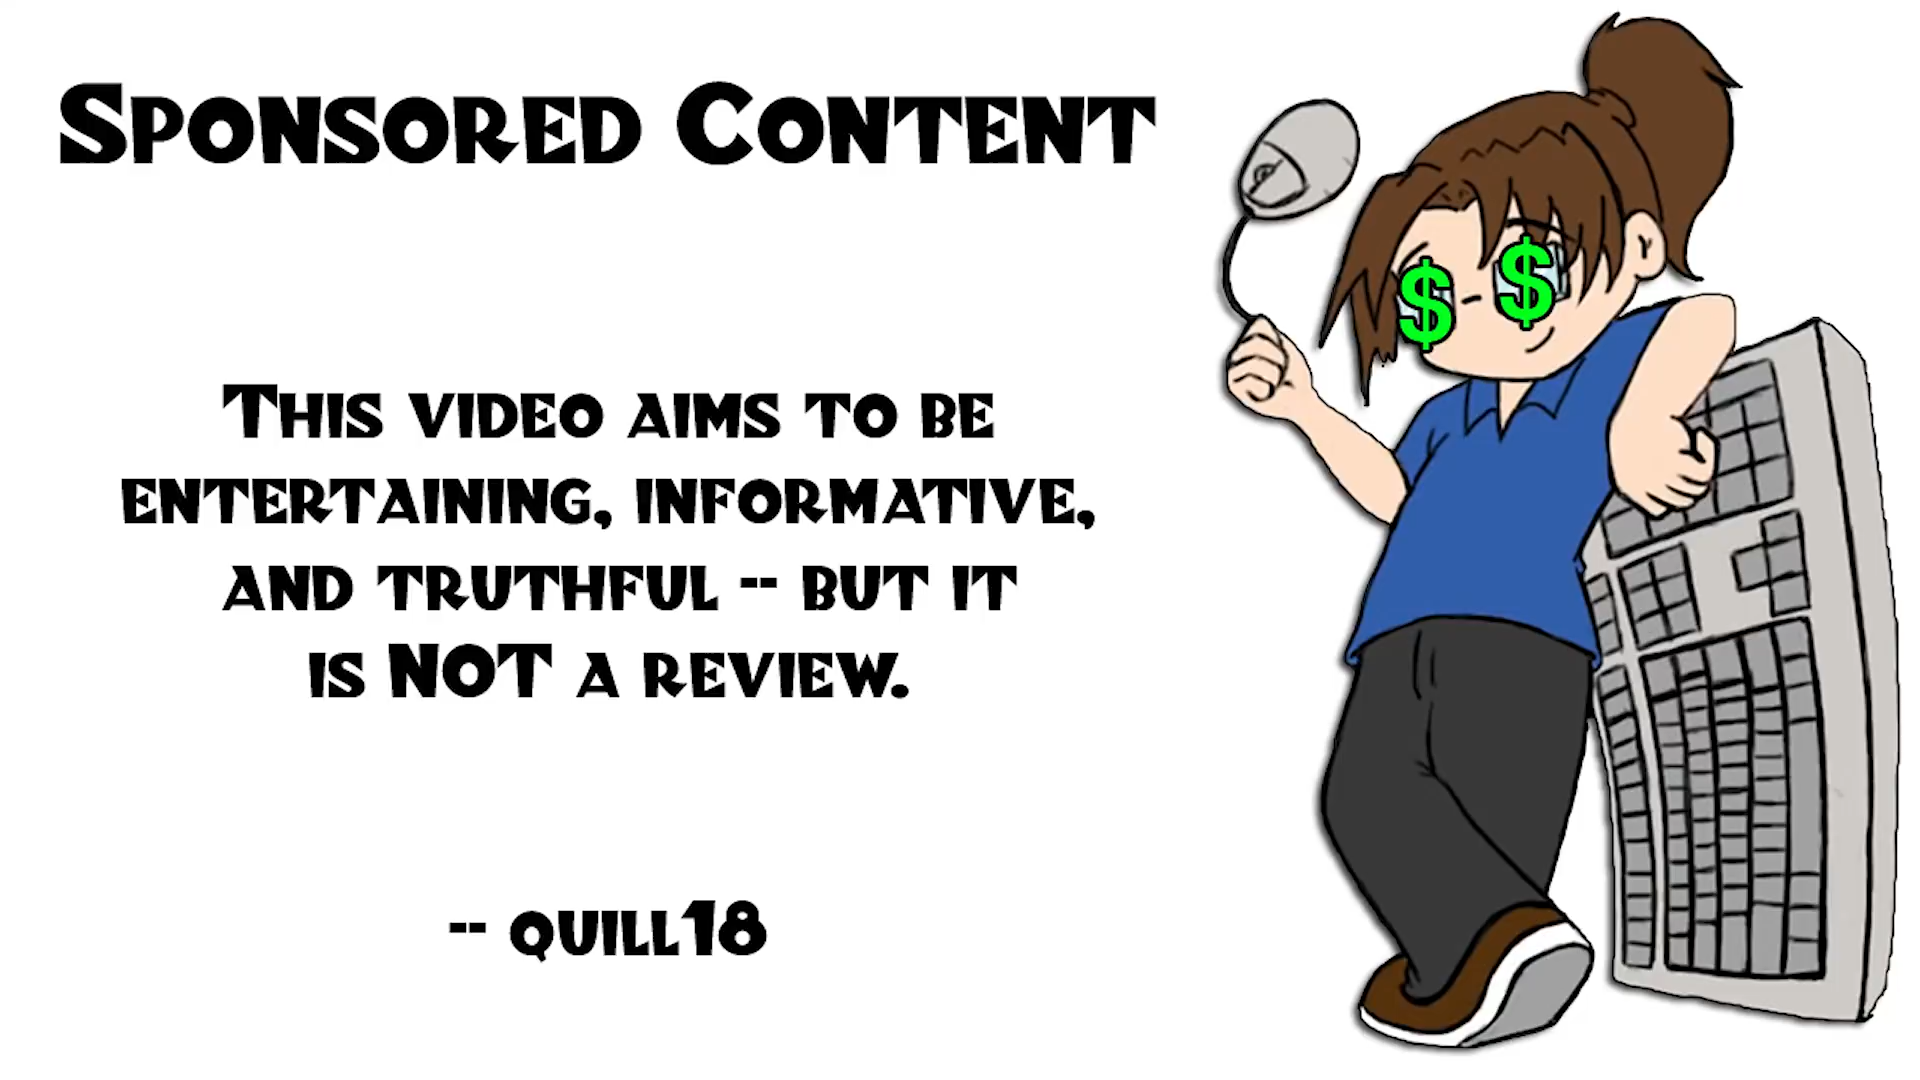 Sponsored Content
This video aims to be
entertaining, informative,
and truthful -- but it
is NOT a review.
-- quill18
$ $